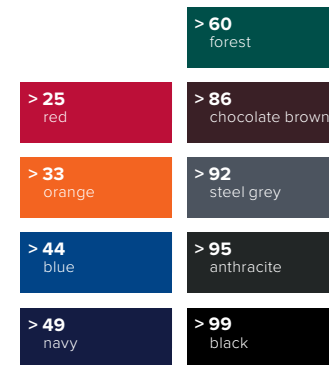 > 60
forest
> 25
red
> 86
chocolate brown
> 33
orange
> 92
steel grey
> 44
blue
> 95
anthracite
> 49
navy
> 99
black